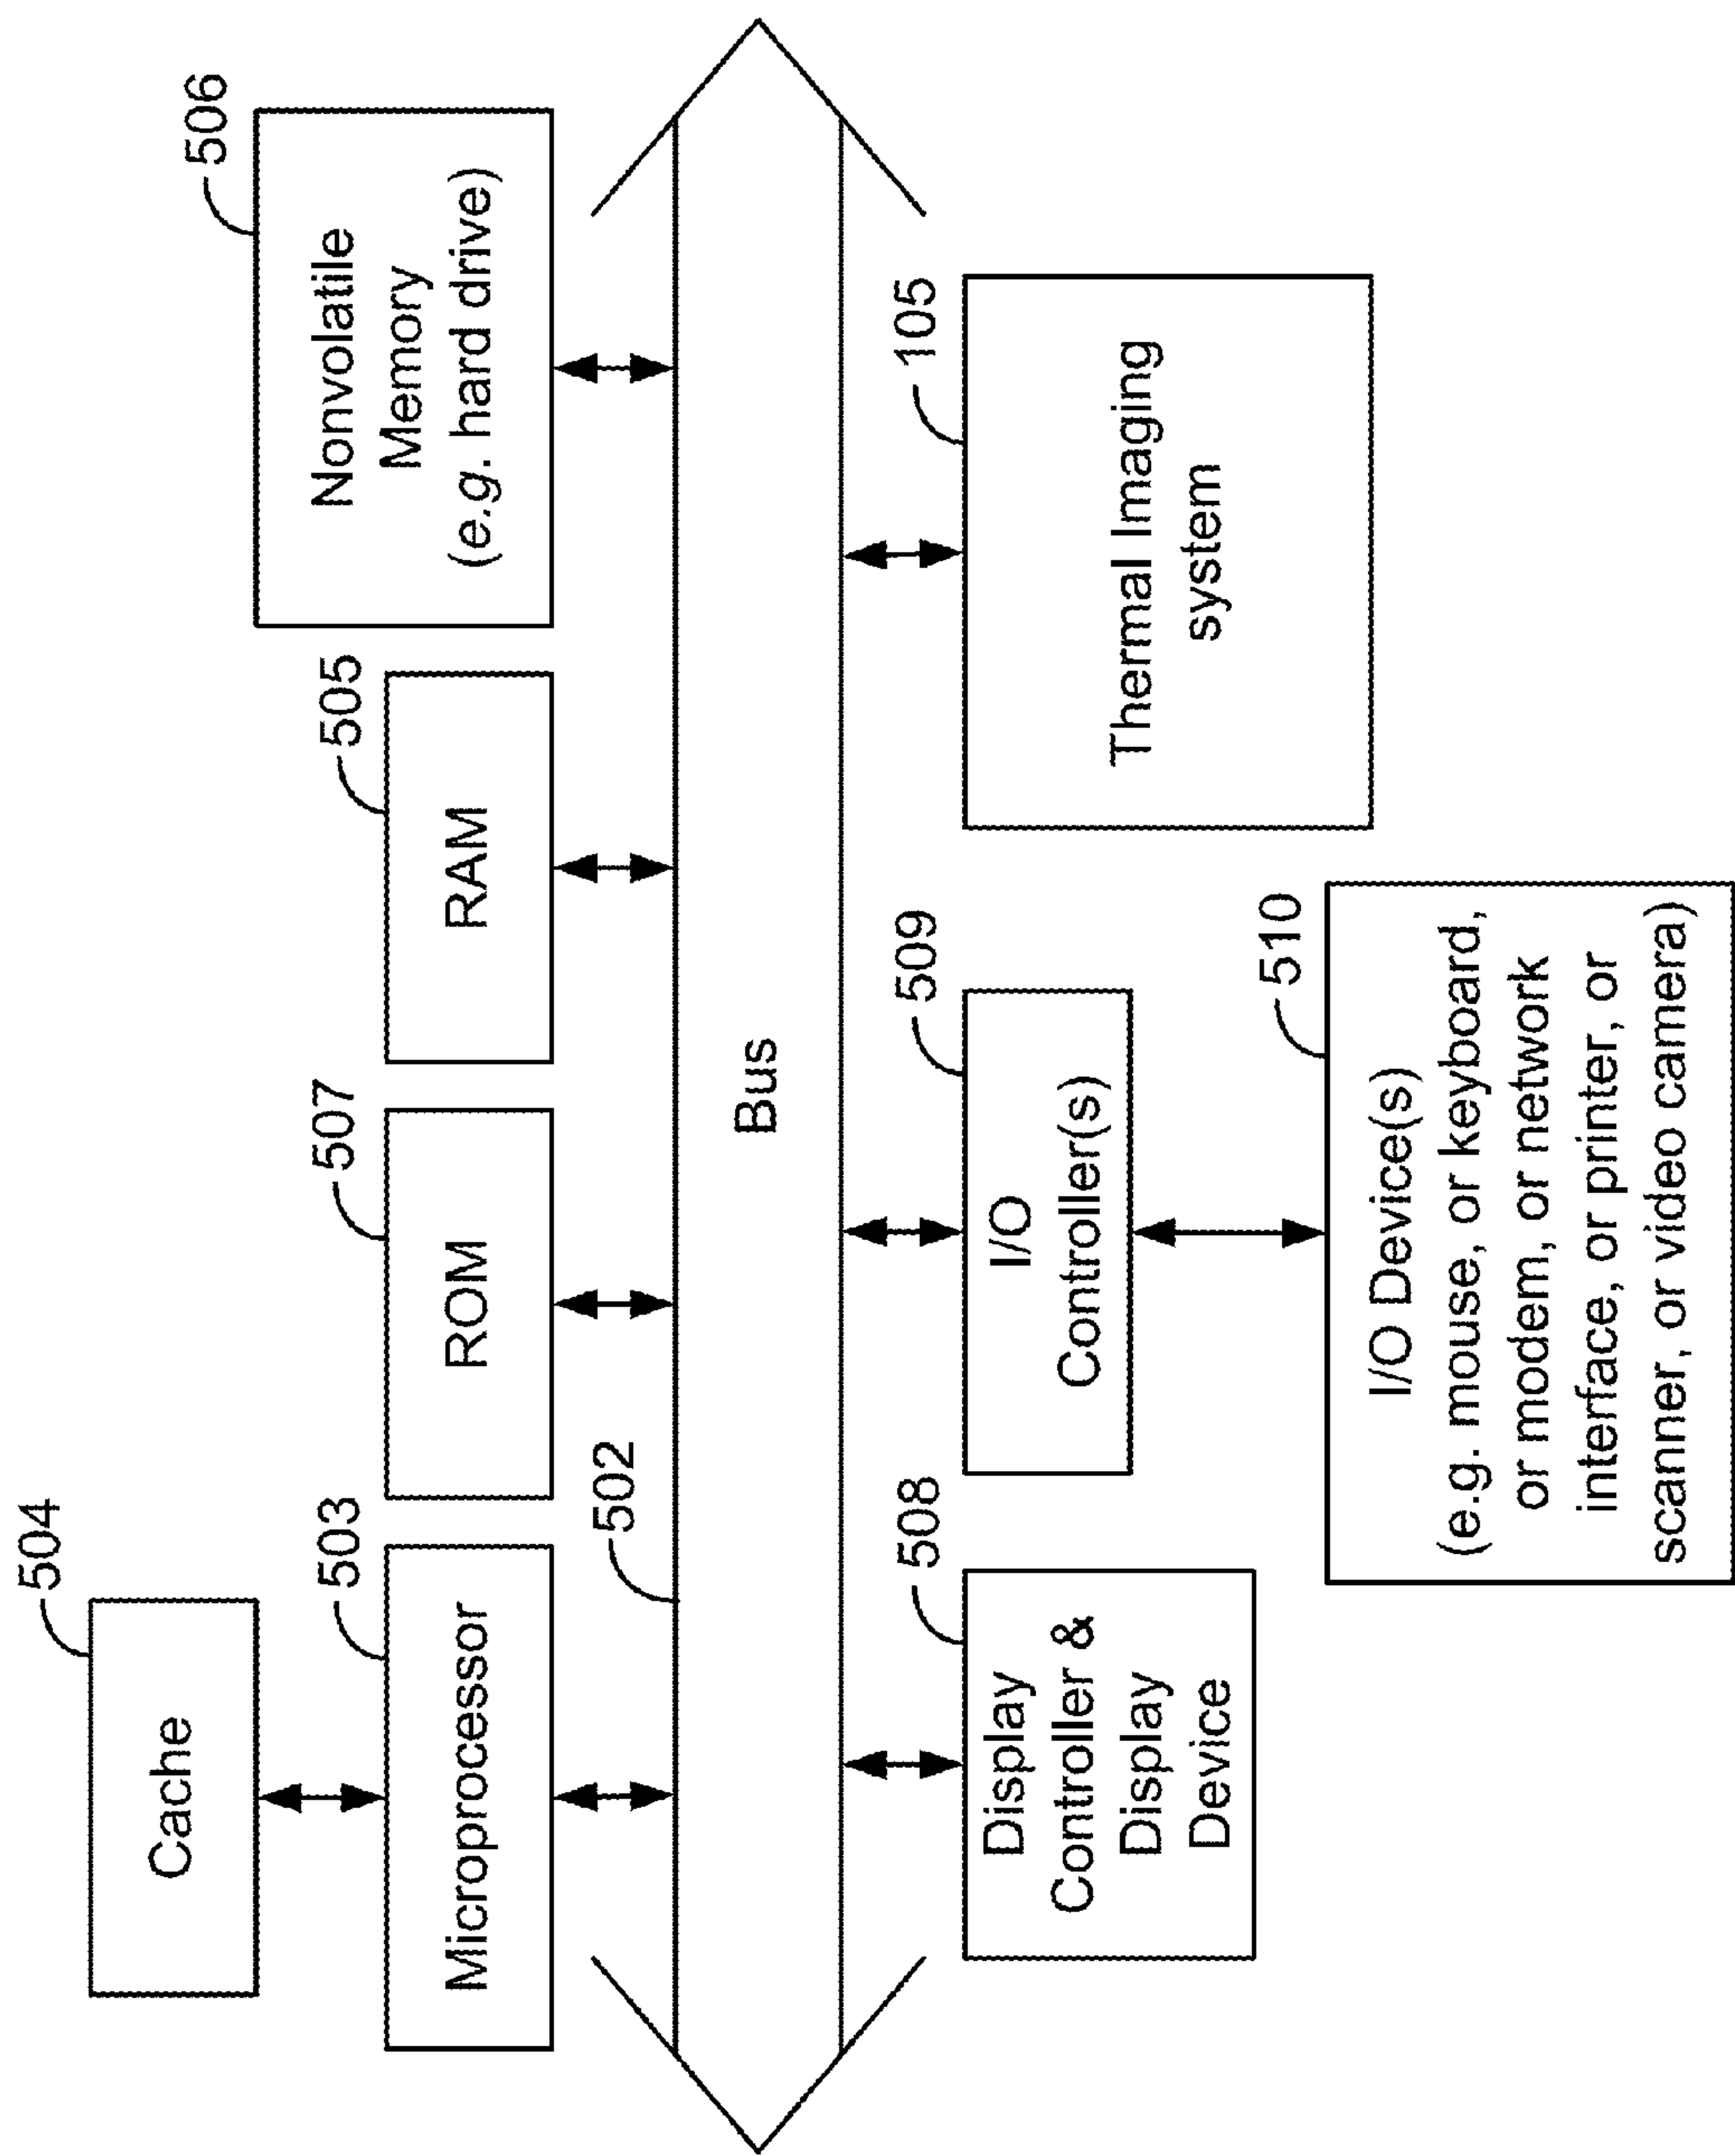 504
Cache
503
Microprocessor
507
ROM
505
RAM
506
Nonvolatile
Memory
(e.g. hard drive)
502
Bus
508
Display
Controller &
Display
Device
509
I/O
Controller(s)
105
Thermal Imaging
system
510
I/O Device(s)
(e.g. mouse, or keyboard,
or modem, or network
interface, or printer, or
scanner, or video camera)